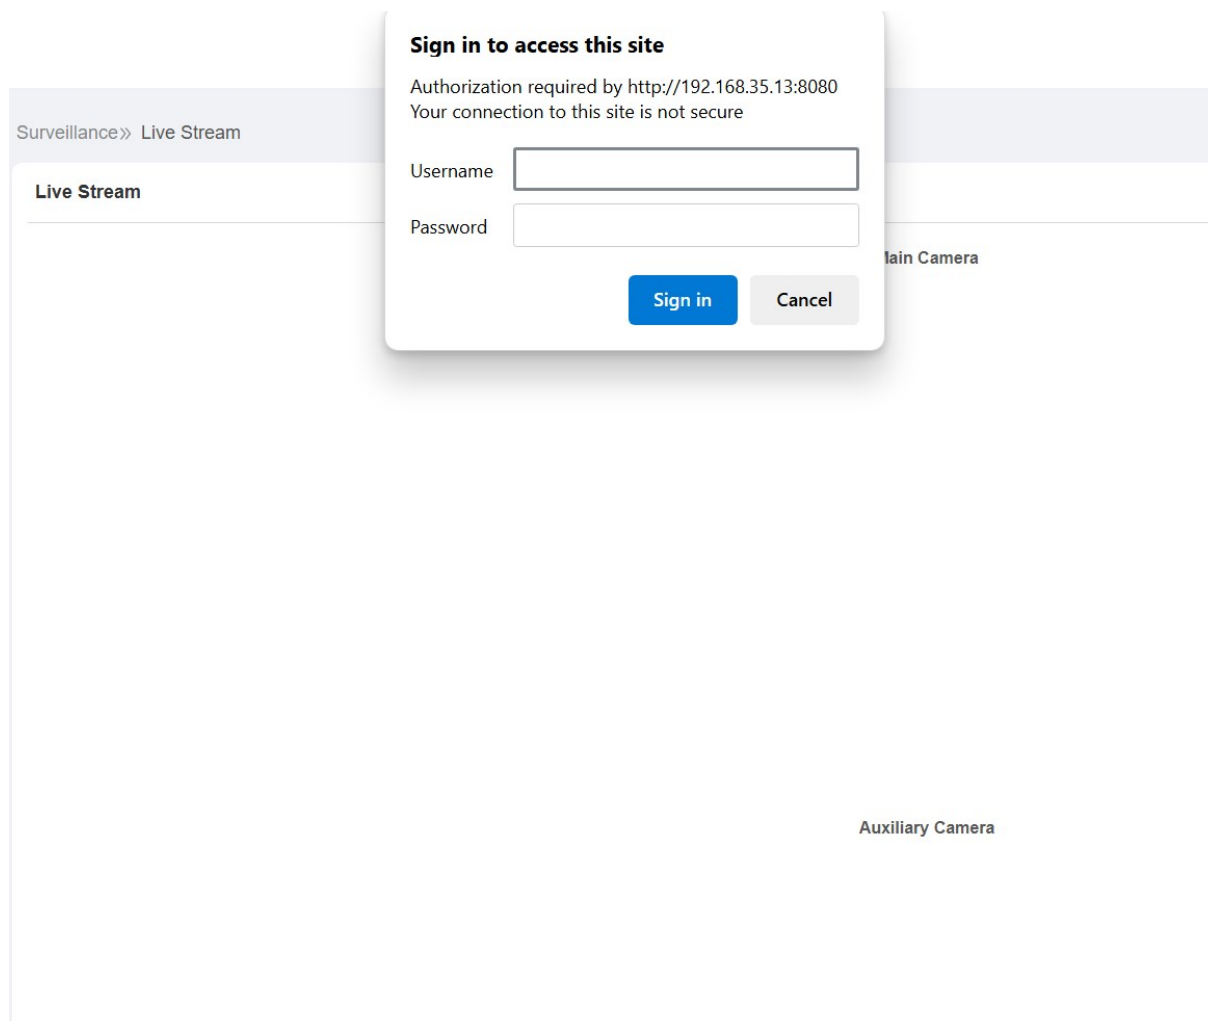 Sign in to access this site
Authorization required by http://192.168.35.13:8080
Your connection to this site is not secure
Surveillance» Live Stream
Username
Live Stream
Password
Main Camera
Sign in Cancel
Auxiliary Camera